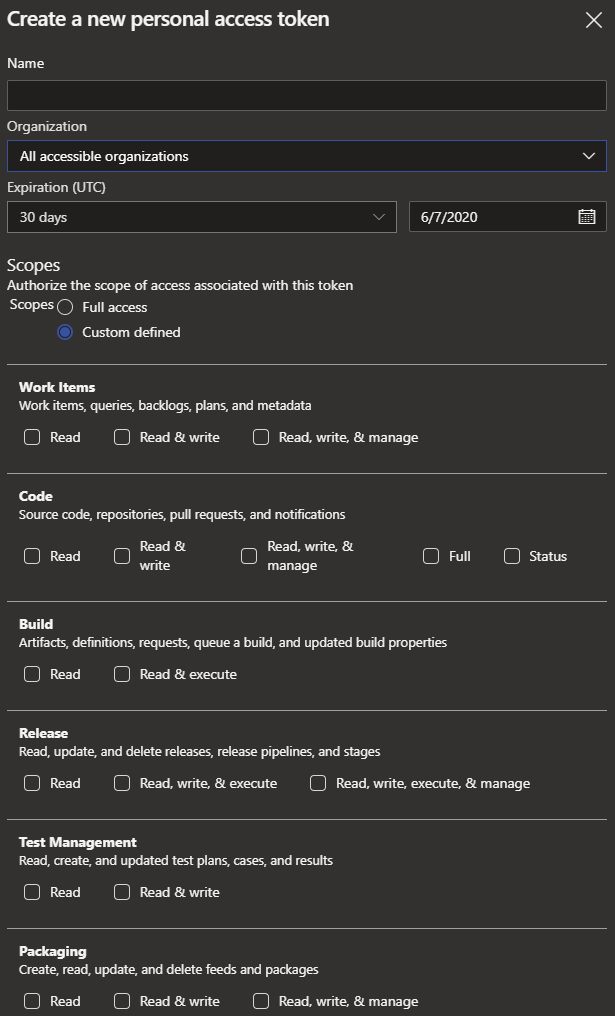 Create a new personal access token
Name
Organization
All accessible organizations
Expiration (UTC)
30 days
6/7/2020
Scopes
Authorize the scope of access associated with this token
Scopes
Full access
Custom defined
Work Items
Work items, queries, backlogs, plans, and metadata
Read
Read & write
Read, write, & manage
Code
Source code, repositories, pull requests, and notifications
Read
Read &
write
Read, write, &
manage
Full
Status
Build
Artifacts, definitions, requests, queue a build, and updated build properties
Read
Read & execute
Release
Read, update, and delete releases, release pipelines, and stages
Read
Read, write, & execute
Read, write, execute, & manage
Test Management
Read, create, and updated test plans, cases, and results
Read
Read & write
Packaging
Create, read, update, and delete feeds and packages
Read
Read & write
Read, write, & manage